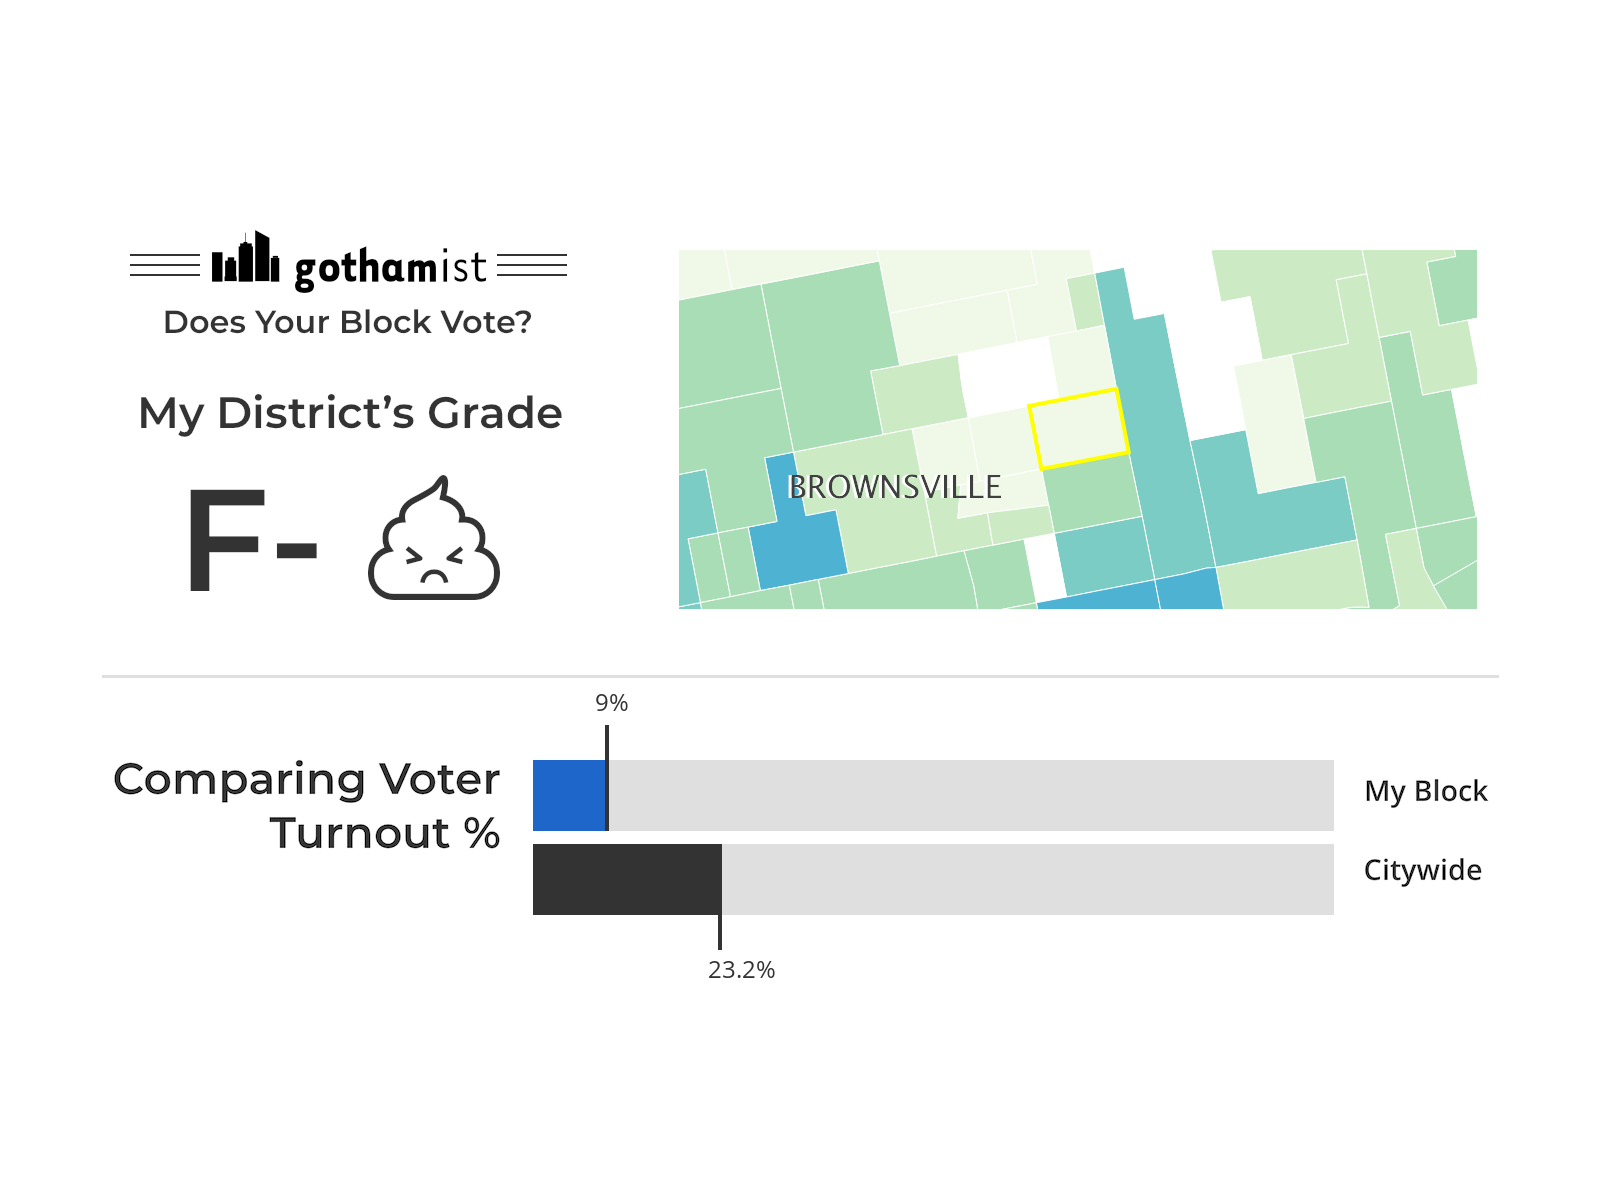 gothamist
Does Your Block Vote?
My District’s Grade
F-
BROWNSVILLE
9%
Comparing Voter
Turnout %
My Block
Citywide
23.2%